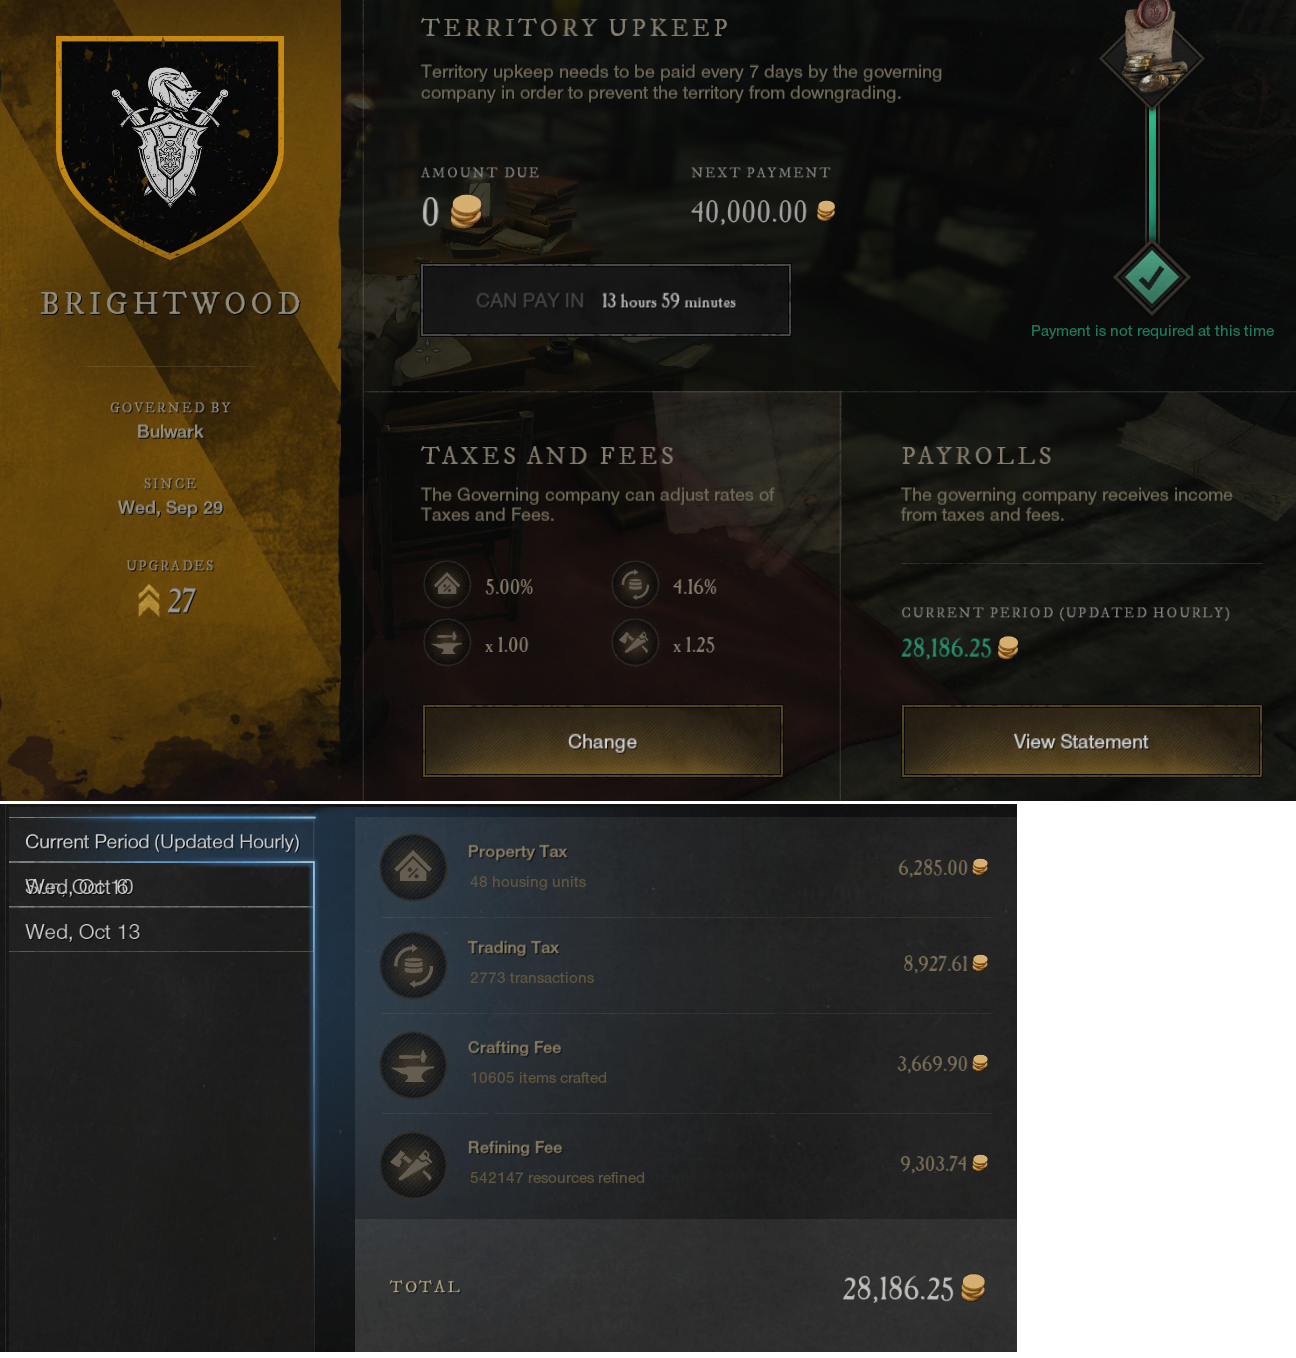 BRIGHTWOOD
GOVERNED BY
Bulwark
SINCE
Wed, Sep 29
UPGRADES
27
TERRITORY UPKEEP
Territory upkeep needs to be paid every 7 days by the governing
company in order to prevent the territory from downgrading.
AMOUNT DUE
0
NEXT PAYMENT
40,000.00
CAN PAY IN 13 hours 59 minutes
Payment is not required at this time
TAXES AND FEES
The Governing company can adjust rates of
Taxes and Fees.
5.00%
4.16%
x 1.00
x 1.25
Change
PAYROLLS
The governing company receives income
from taxes and fees.
CURRENT PERIOD (UPDATED HOURLY)
28,186.25
View Statement
Current Period (Updated Hourly)
Wed, Oct 13
Property Tax
48 housing units
6,285.00
Trading Tax
2773 transactions
8,927.61
Crafting Fee
10605 items crafted
3,669.90
Refining Fee
542147 resources refined
9,303.74
TOTAL
28,186.25